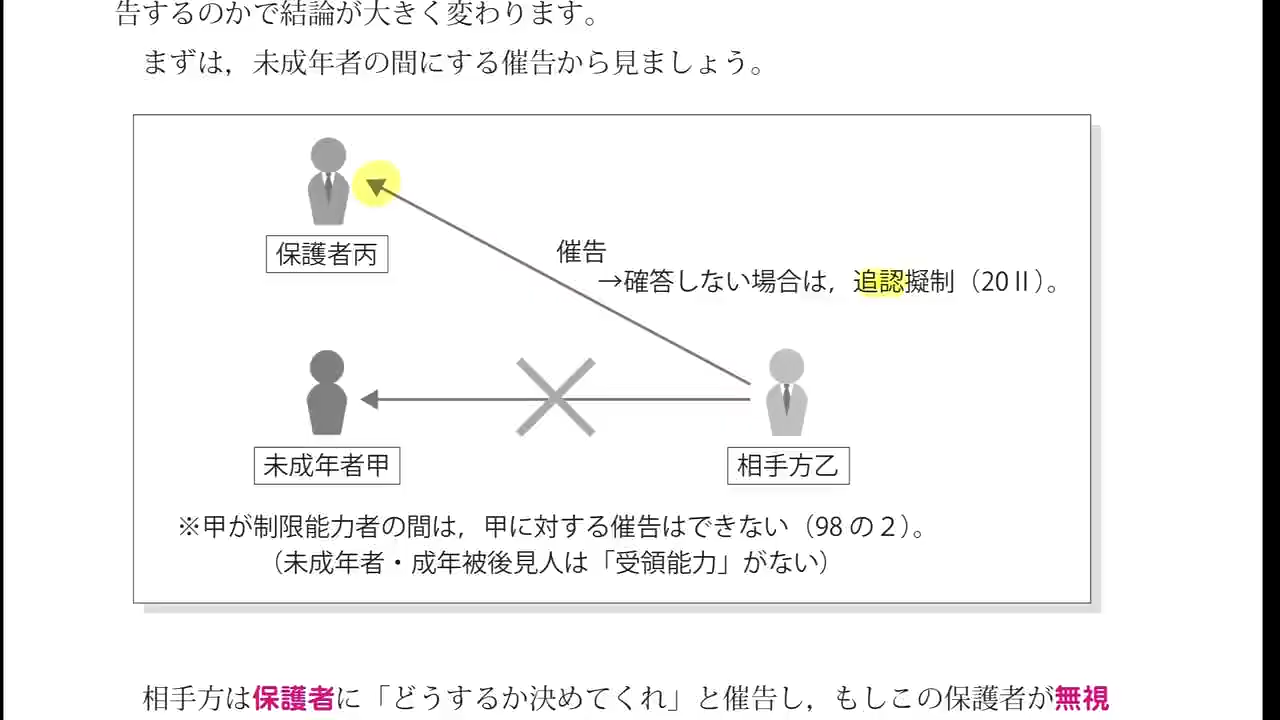 告するのかで結論が大きく変わります。
まずは，未成年者の間にする催告から見ましょう。
保護者丙
催告
→確答しない場合は，追認擬制（20Ⅱ）。
未成年者甲
相手方乙
※甲が制限能力者の間は，甲に対する催告はできない（98の２）。
（未成年者・成年被後見人は「受領能力」がない）
相手方は保護者に「どうするか決めてくれ」と催告し，もしこの保護者が無視